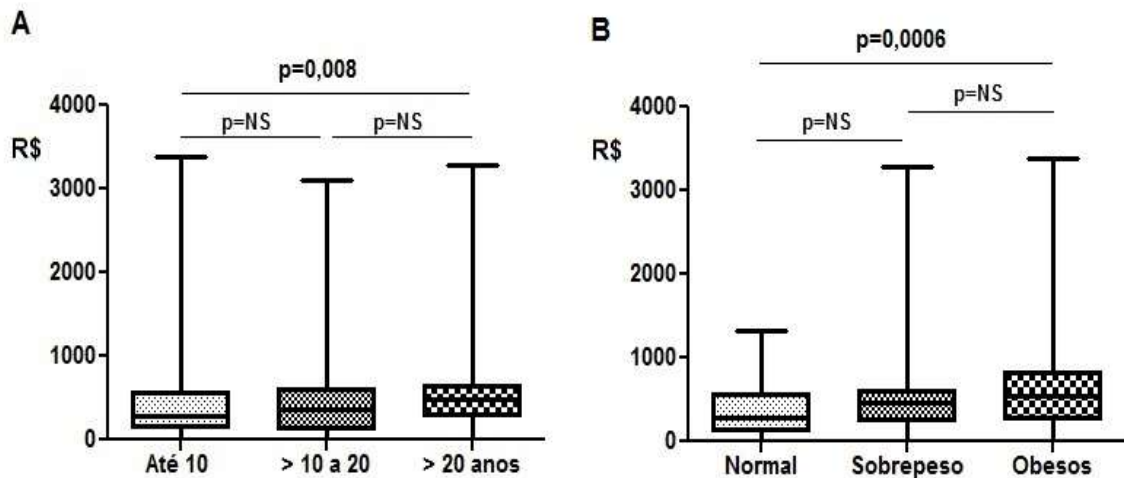 A
p=0,008
p=NS
p=NS
R$
4000
3000
2000
1000
0
Até 10
> 10 a 20
> 20 anos
B
p=0,0006
p=NS
p=NS
R$
4000
3000
2000
1000
0
Normal
Sobrepeso
Obesos